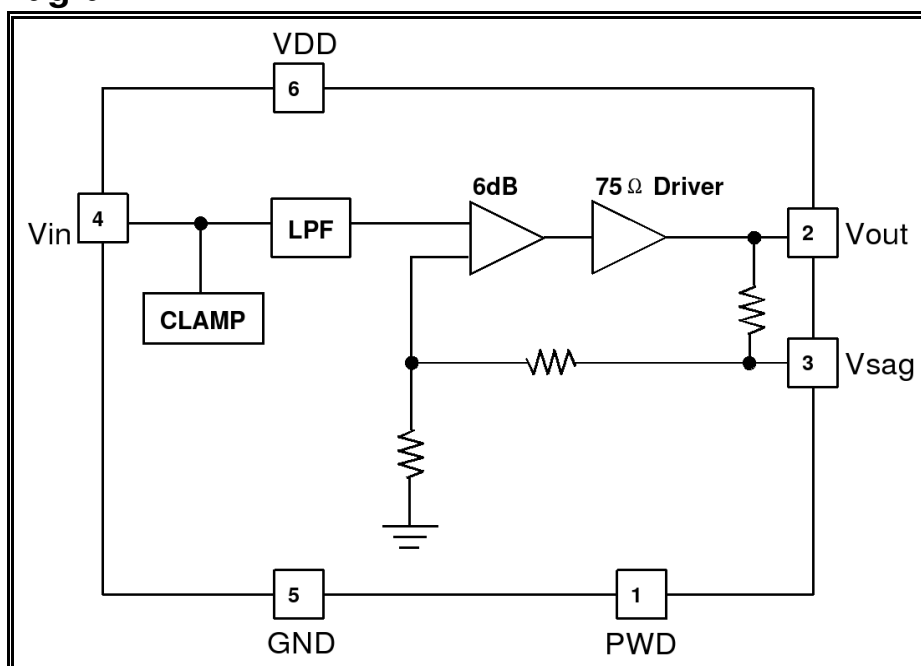 VDD
6
6dB
75 Ω Driver
4
Vin
LPF
2
Vout
CLAMP
3
Vsag
5
1
GND
PWD